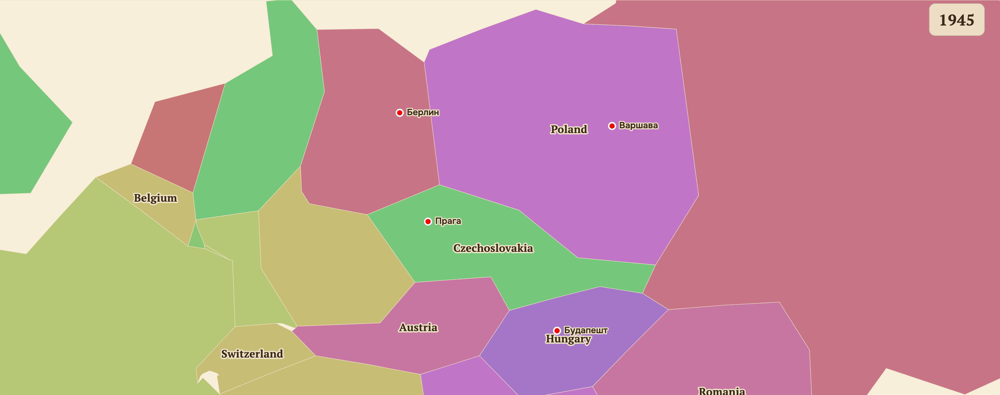 1945
Берлин
Poland
Варшава
Belgium
Прага
Czechoslovakia
Austria
Будапешт
Hungary
Switzerland
Romania